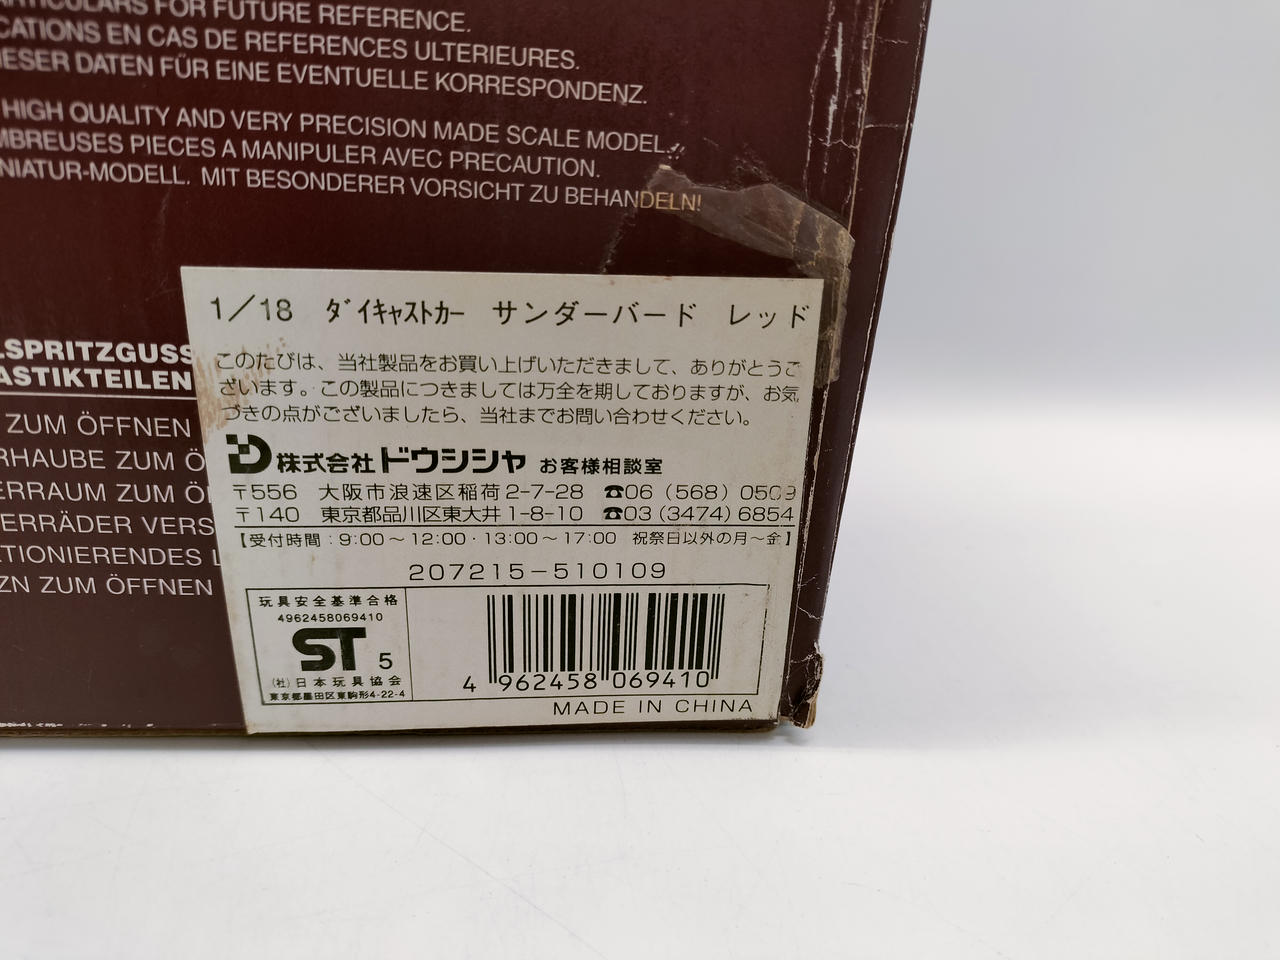 ARTICULARS FOR FUTURE REFERENCE.
CATIONS EN CAS DE REFERENCES ULTERIEURES.
IESER DATEN FÜR EINE EVENTUELLE KORRESPONDENZ.
HIGH QUALITY AND VERY PRECISION MADE SCALE MODEL.
MBREUSES PIECES A MANIPULER AVEC PRECAUTION.
NIATUR-MODELL. MIT BESONDERER VORSICHT ZU BEHANDELN!
LSPRITZGUSS
ASTIKTEILEN
ZUM ÖFFNEN
RHAUBE ZUM Ö
ERRAUM ZUM Ö
ERRÄDER VERS
TIONIERENDES L
ZN ZUM ÖFFNEN
1/18 ダイキャストカー サンダーバード レッド
このたびは、当社製品をお買い上げいただきまして、ありがとうご
ざいます。この製品につきましては万全を期しておりますが、お気
づきの点がございましたら、当社までお問い合わせください。
株式会社ドウシシャ お客様相談室
〒556 大阪市浪速区稲荷2-7-28 ☎06(568)0509
〒140 東京都品川区東大井1-8-10 ☎03(3474)6854
【受付時間:9:00〜12:00・13:00〜17:00 祝祭日以外の月〜金】
207215-510109
玩具安全基準合格
4962458069410
ST 5
(社)日本玩具協会
東京都墨田区東駒形4-22-4
4 962458 069410
MADE IN CHINA